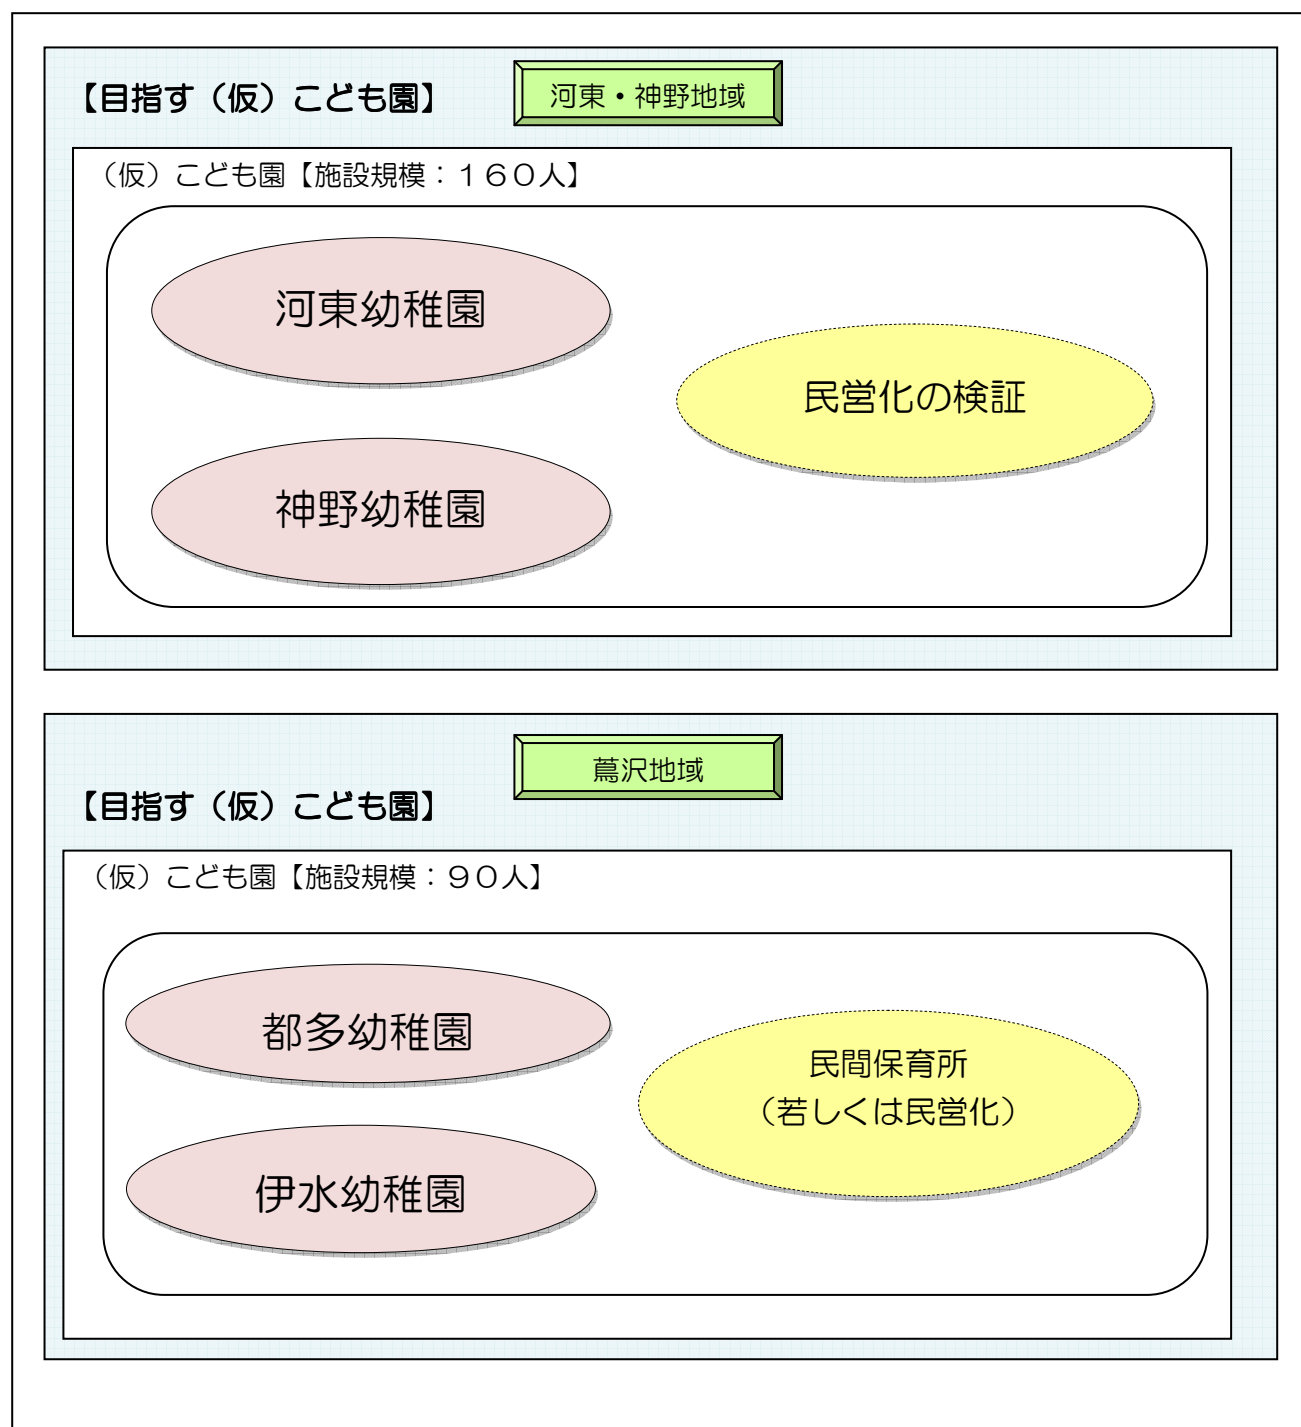 【目指す（仮）こども園】
河東・神野地域
（仮）こども園【施設規模：１６０人】
河東幼稚園
民営化の検証
神野幼稚園
蔦沢地域
【目指す（仮）こども園】
（仮）こども園【施設規模：９０人】
都多幼稚園
民間保育所
（若しくは民営化）
伊水幼稚園